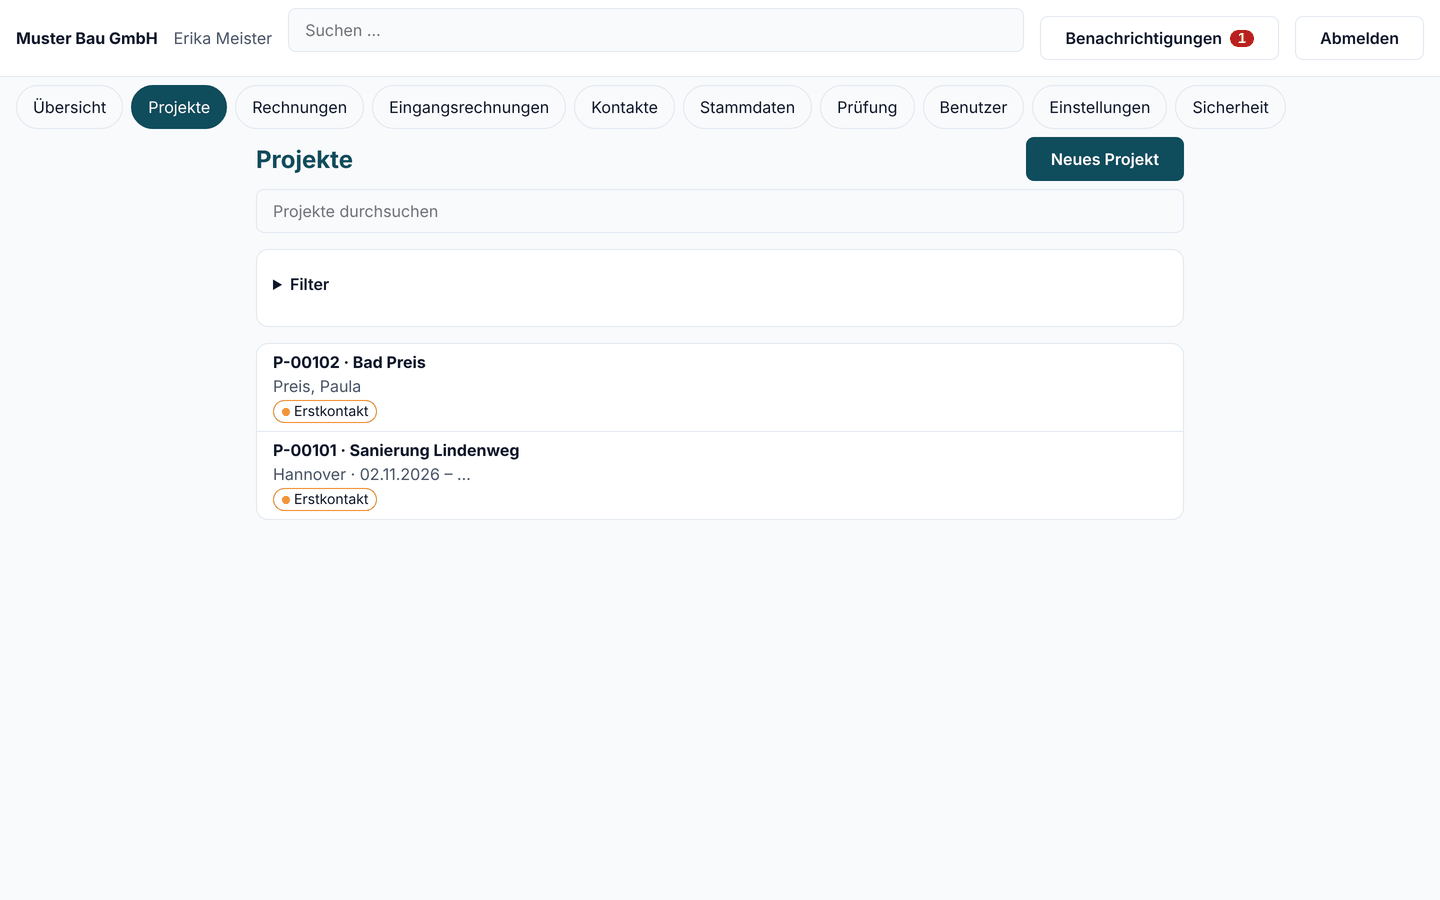 Muster Bau GmbH Erika Meister Suchen ... Benachrichtigungen 1 Abmelden
Übersicht Projekte Rechnungen Eingangsrechnungen Kontakte Stammdaten Prüfung Benutzer Einstellungen Sicherheit
Projekte Neues Projekt
Projekte durchsuchen
Filter
P-00102 · Bad Preis
Preis, Paula
Erstkontakt
P-00101 · Sanierung Lindenweg
Hannover · 02.11.2026 – ...
Erstkontakt